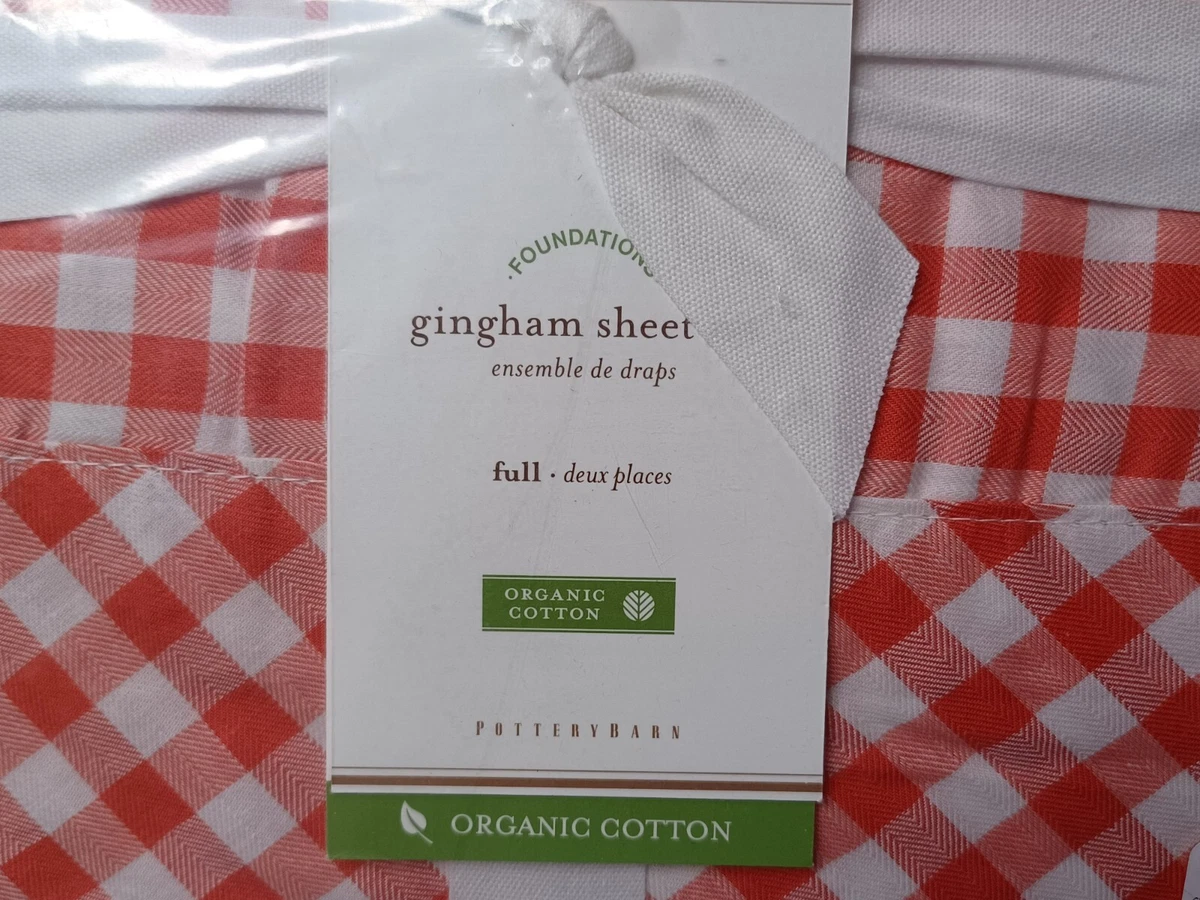 ·FOUNDATIONS
gingham sheet
ensemble de draps
full · deux places
ORGANIC
COTTON
POTTERYBARN
ORGANIC COTTON